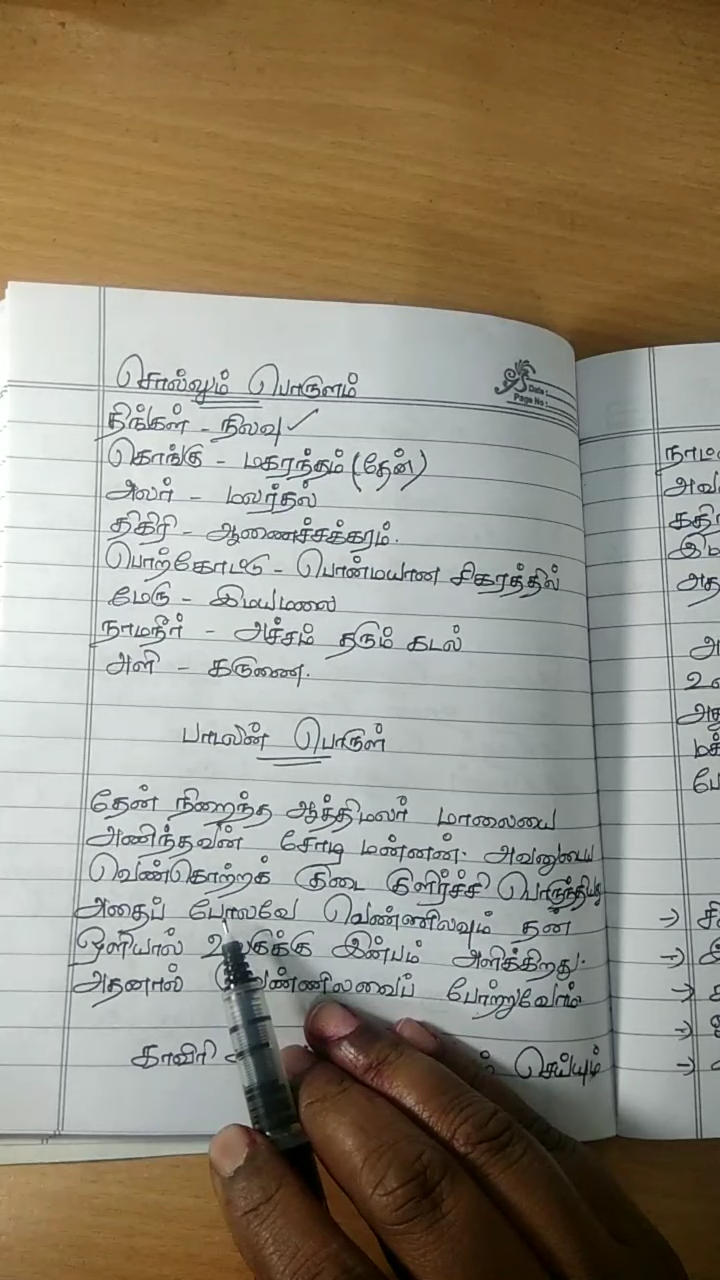 சொல்லும் பொருளும்
Date :
Page No :
திங்கள் - நிலவு ✓
கொங்கு - மகரந்தம் (தேன்)
அலர் - மலர்தல்
திகிரி - ஆணைச்சக்கரம்.
பொற்கோட்டு - பொன்மயான சிகரத்தில்
மேரு - இமயமலை
நாமநீர் - அச்சம் தரும் கடல்
அளி - கருணை.
பாடலின் பொருள்
தேன் நிறைந்த ஆத்திமலர் மாலையை
அணிந்தவன் சோழ மன்னன். அவனுடைய
வெண்கொற்றக் குடை குளிர்ச்சி பொருந்தியது
அதைப் போலவே வெண்ணிலவும் தன்
ஒளியால் உலகுக்கு இன்பம் அளிக்கிறது.
அதனால் வெண்ணிலவைப் போற்றுவோம்
காவிரி செய்யும்